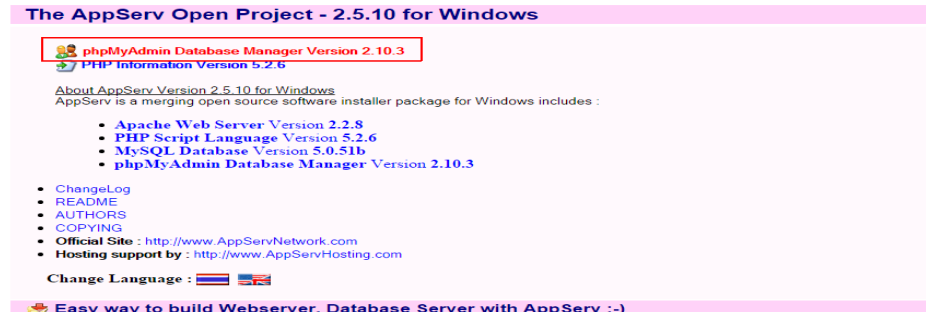 The AppServ Open Project - 2.5.10 for Windows
phpMyAdmin Database Manager Version 2.10.3
PHP Information Version 5.2.6
About AppServ Version 2.5.10 for Windows
AppServ is a merging open source software installer package for Windows includes :
Apache Web Server Version 2.2.8
PHP Script Language Version 5.2.6
MySQL Database Version 5.0.51b
phpMyAdmin Database Manager Version 2.10.3
ChangeLog
README
AUTHORS
COPYING
Official Site : http://www.AppServNetwork.com
Hosting support by : http://www.AppServHosting.com
Change Language :
Easy way to build Webserver, Database Server with AppServ :-)